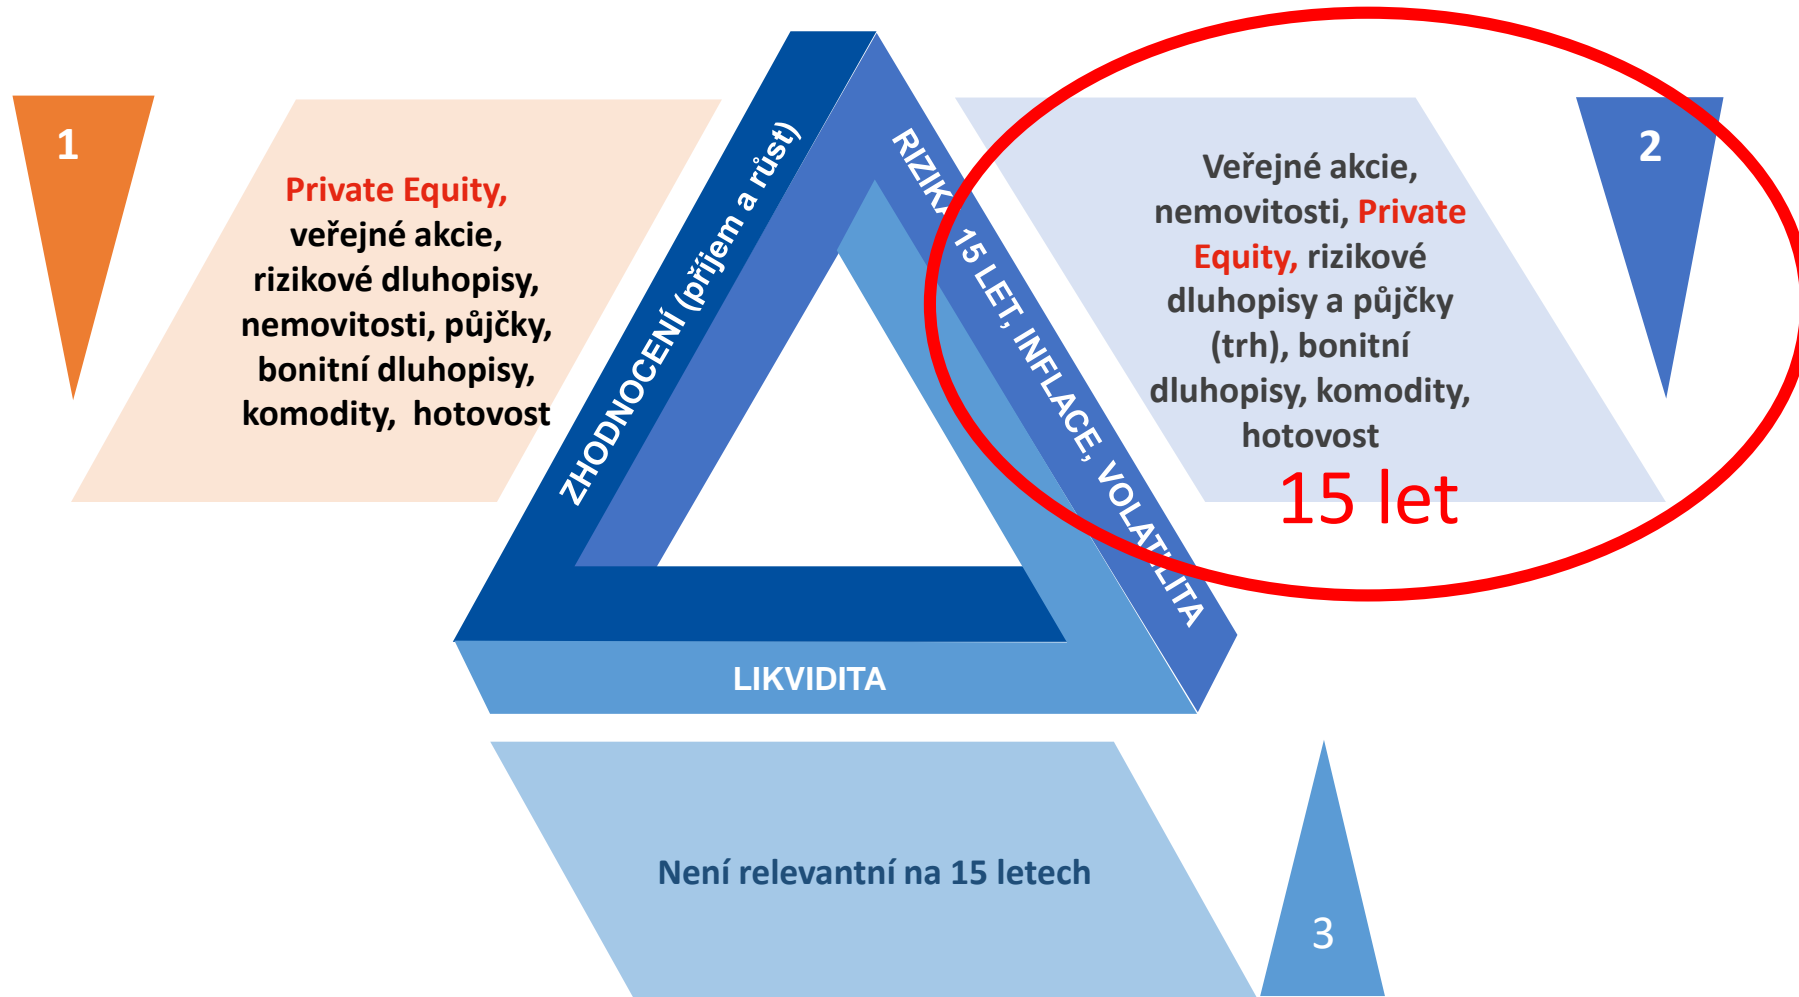 1
Private Equity,
veřejné akcie,
rizikové dluhopisy,
nemovitosti, půjčky,
bonitní dluhopisy,
komodity, hotovost
ZHODNOCENÍ (příjem a růst)
RIZIKA 15 LET, INFLACE, VOLATILITA
Veřejné akcie,
nemovitosti, Private
Equity, rizikové
dluhopisy a půjčky
(trh), bonitní
dluhopisy, komodity,
hotovost
15 let
2
LIKVIDITA
Není relevantní na 15 letech
3